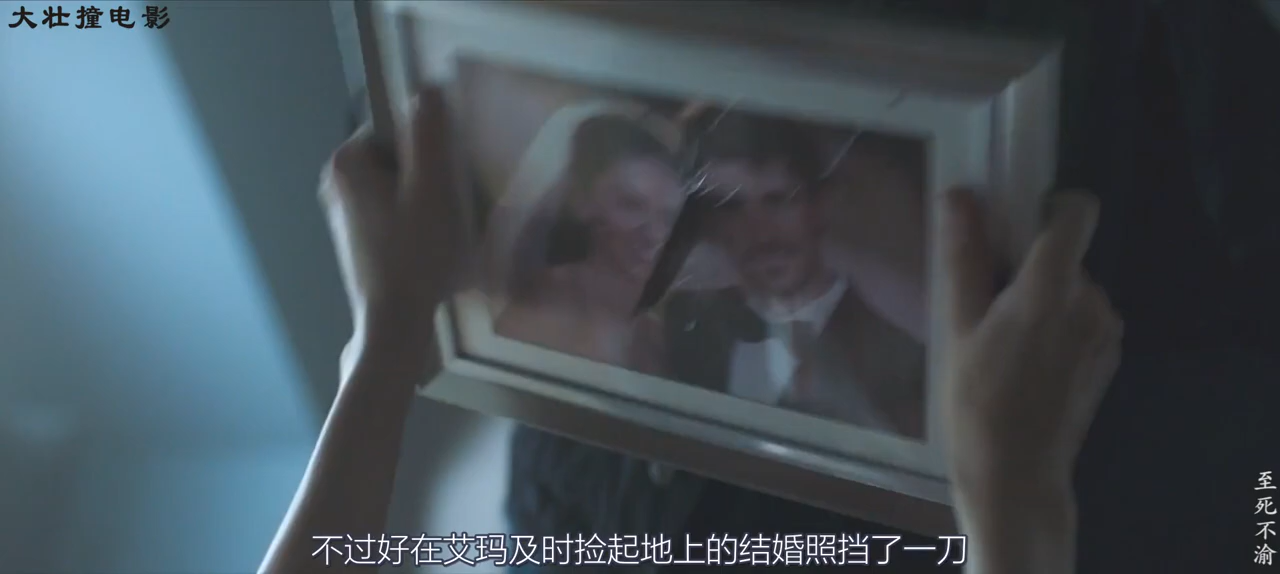 大壮撞电影
至死不渝
不过好在艾玛及时捡起地上的结婚照挡了一刀